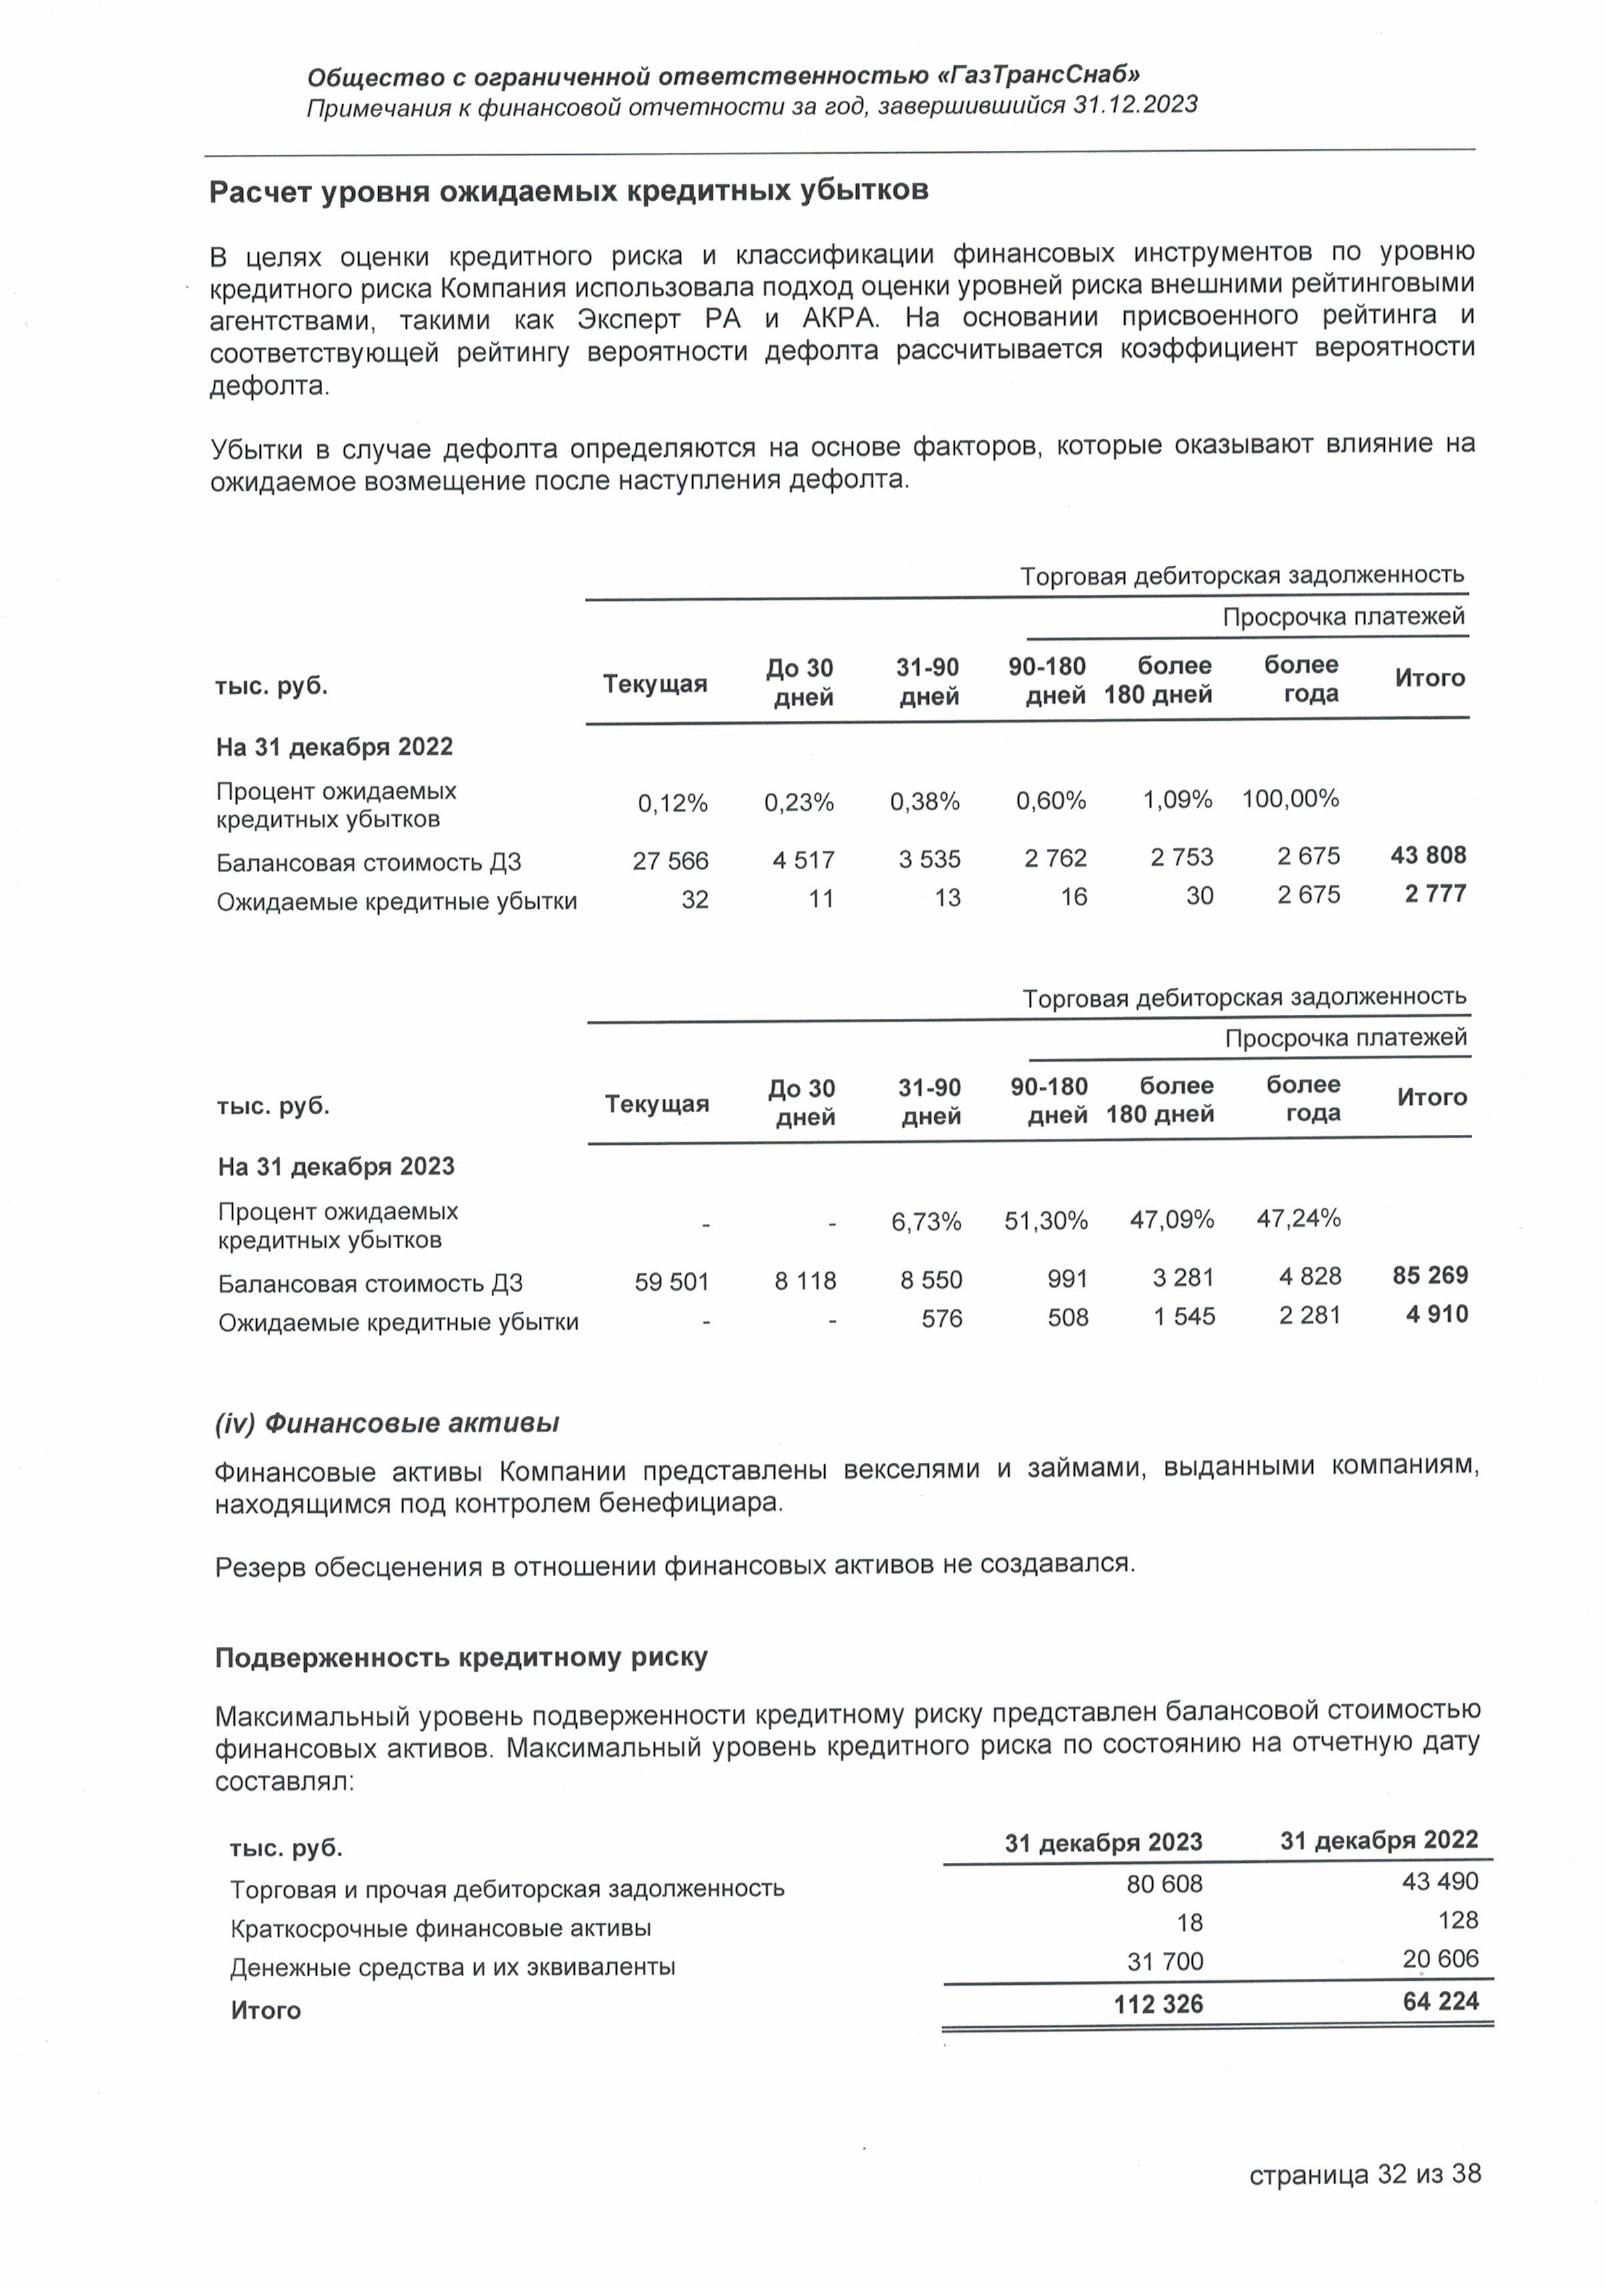 Общество с ограниченной ответственностью «ГазТрансСнаб»
Примечания к финансовой отчетности за год, завершившийся 31.12.2023
Расчет уровня ожидаемых кредитных убытков
В целях оценки кредитного риска и классификации финансовых инструментов по уровню
кредитного риска Компания использовала подход оценки уровней риска внешними рейтинговыми
агентствами, такими как Эксперт РА и АКРА. На основании присвоенного рейтинга и
соответствующей рейтингу вероятности дефолта рассчитывается коэффициент вероятности
дефолта.
Убытки в случае дефолта определяются на основе факторов, которые оказывают влияние на
ожидаемое возмещение после наступления дефолта.
Торговая дебиторская задолженность
Просрочка платежей
тыс. руб. Текущая До 30 дней 31-90 дней 90-180 дней более 180 дней более года Итого
На 31 декабря 2022
Процент ожидаемых
кредитных убытков 0,12% 0,23% 0,38% 0,60% 1,09% 100,00%
Балансовая стоимость ДЗ 27 566 4 517 3 535 2 762 2 753 2 675 43 808
Ожидаемые кредитные убытки 32 11 13 16 30 2 675 2 777
Торговая дебиторская задолженность
Просрочка платежей
тыс. руб. Текущая До 30 дней 31-90 дней 90-180 дней более 180 дней более года Итого
На 31 декабря 2023
Процент ожидаемых
кредитных убытков - - 6,73% 51,30% 47,09% 47,24%
Балансовая стоимость ДЗ 59 501 8 118 8 550 991 3 281 4 828 85 269
Ожидаемые кредитные убытки - - 576 508 1 545 2 281 4 910
(iv) Финансовые активы
Финансовые активы Компании представлены векселями и займами, выданными компаниям,
находящимся под контролем бенефициара.
Резерв обесценения в отношении финансовых активов не создавался.
Подверженность кредитному риску
Максимальный уровень подверженности кредитному риску представлен балансовой стоимостью
финансовых активов. Максимальный уровень кредитного риска по состоянию на отчетную дату
составлял:
тыс. руб. 31 декабря 2023 31 декабря 2022
Торговая и прочая дебиторская задолженность 80 608 43 490
Краткосрочные финансовые активы 18 128
Денежные средства и их эквиваленты 31 700 20 606
Итого 112 326 64 224
страница 32 из 38